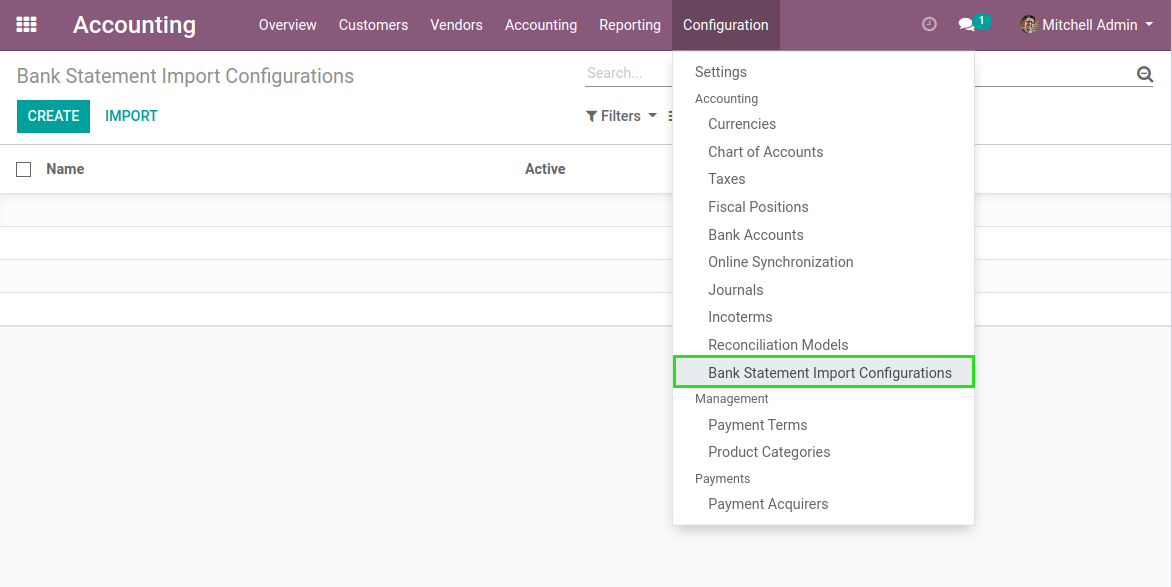 Accounting Overview Customers Vendors Accounting Reporting Configuration 1 Mitchell Admin
Bank Statement Import Configurations
Search...
CREATE IMPORT
Filters
Name Active
Settings
Accounting
Currencies
Chart of Accounts
Taxes
Fiscal Positions
Bank Accounts
Online Synchronization
Journals
Incoterms
Reconciliation Models
Bank Statement Import Configurations
Management
Payment Terms
Product Categories
Payments
Payment Acquirers